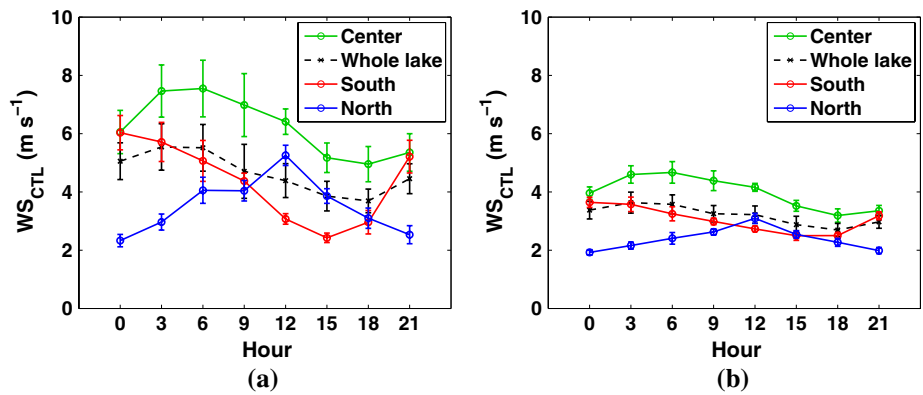 10
8
6
4
2
0
WS_CTL (m s⁻¹)
0 3 6 9 12 15 18 21
Hour
Center
Whole lake
South
North
(a)
10
8
6
4
2
0
WS_CTL (m s⁻¹)
0 3 6 9 12 15 18 21
Hour
Center
Whole lake
South
North
(b)